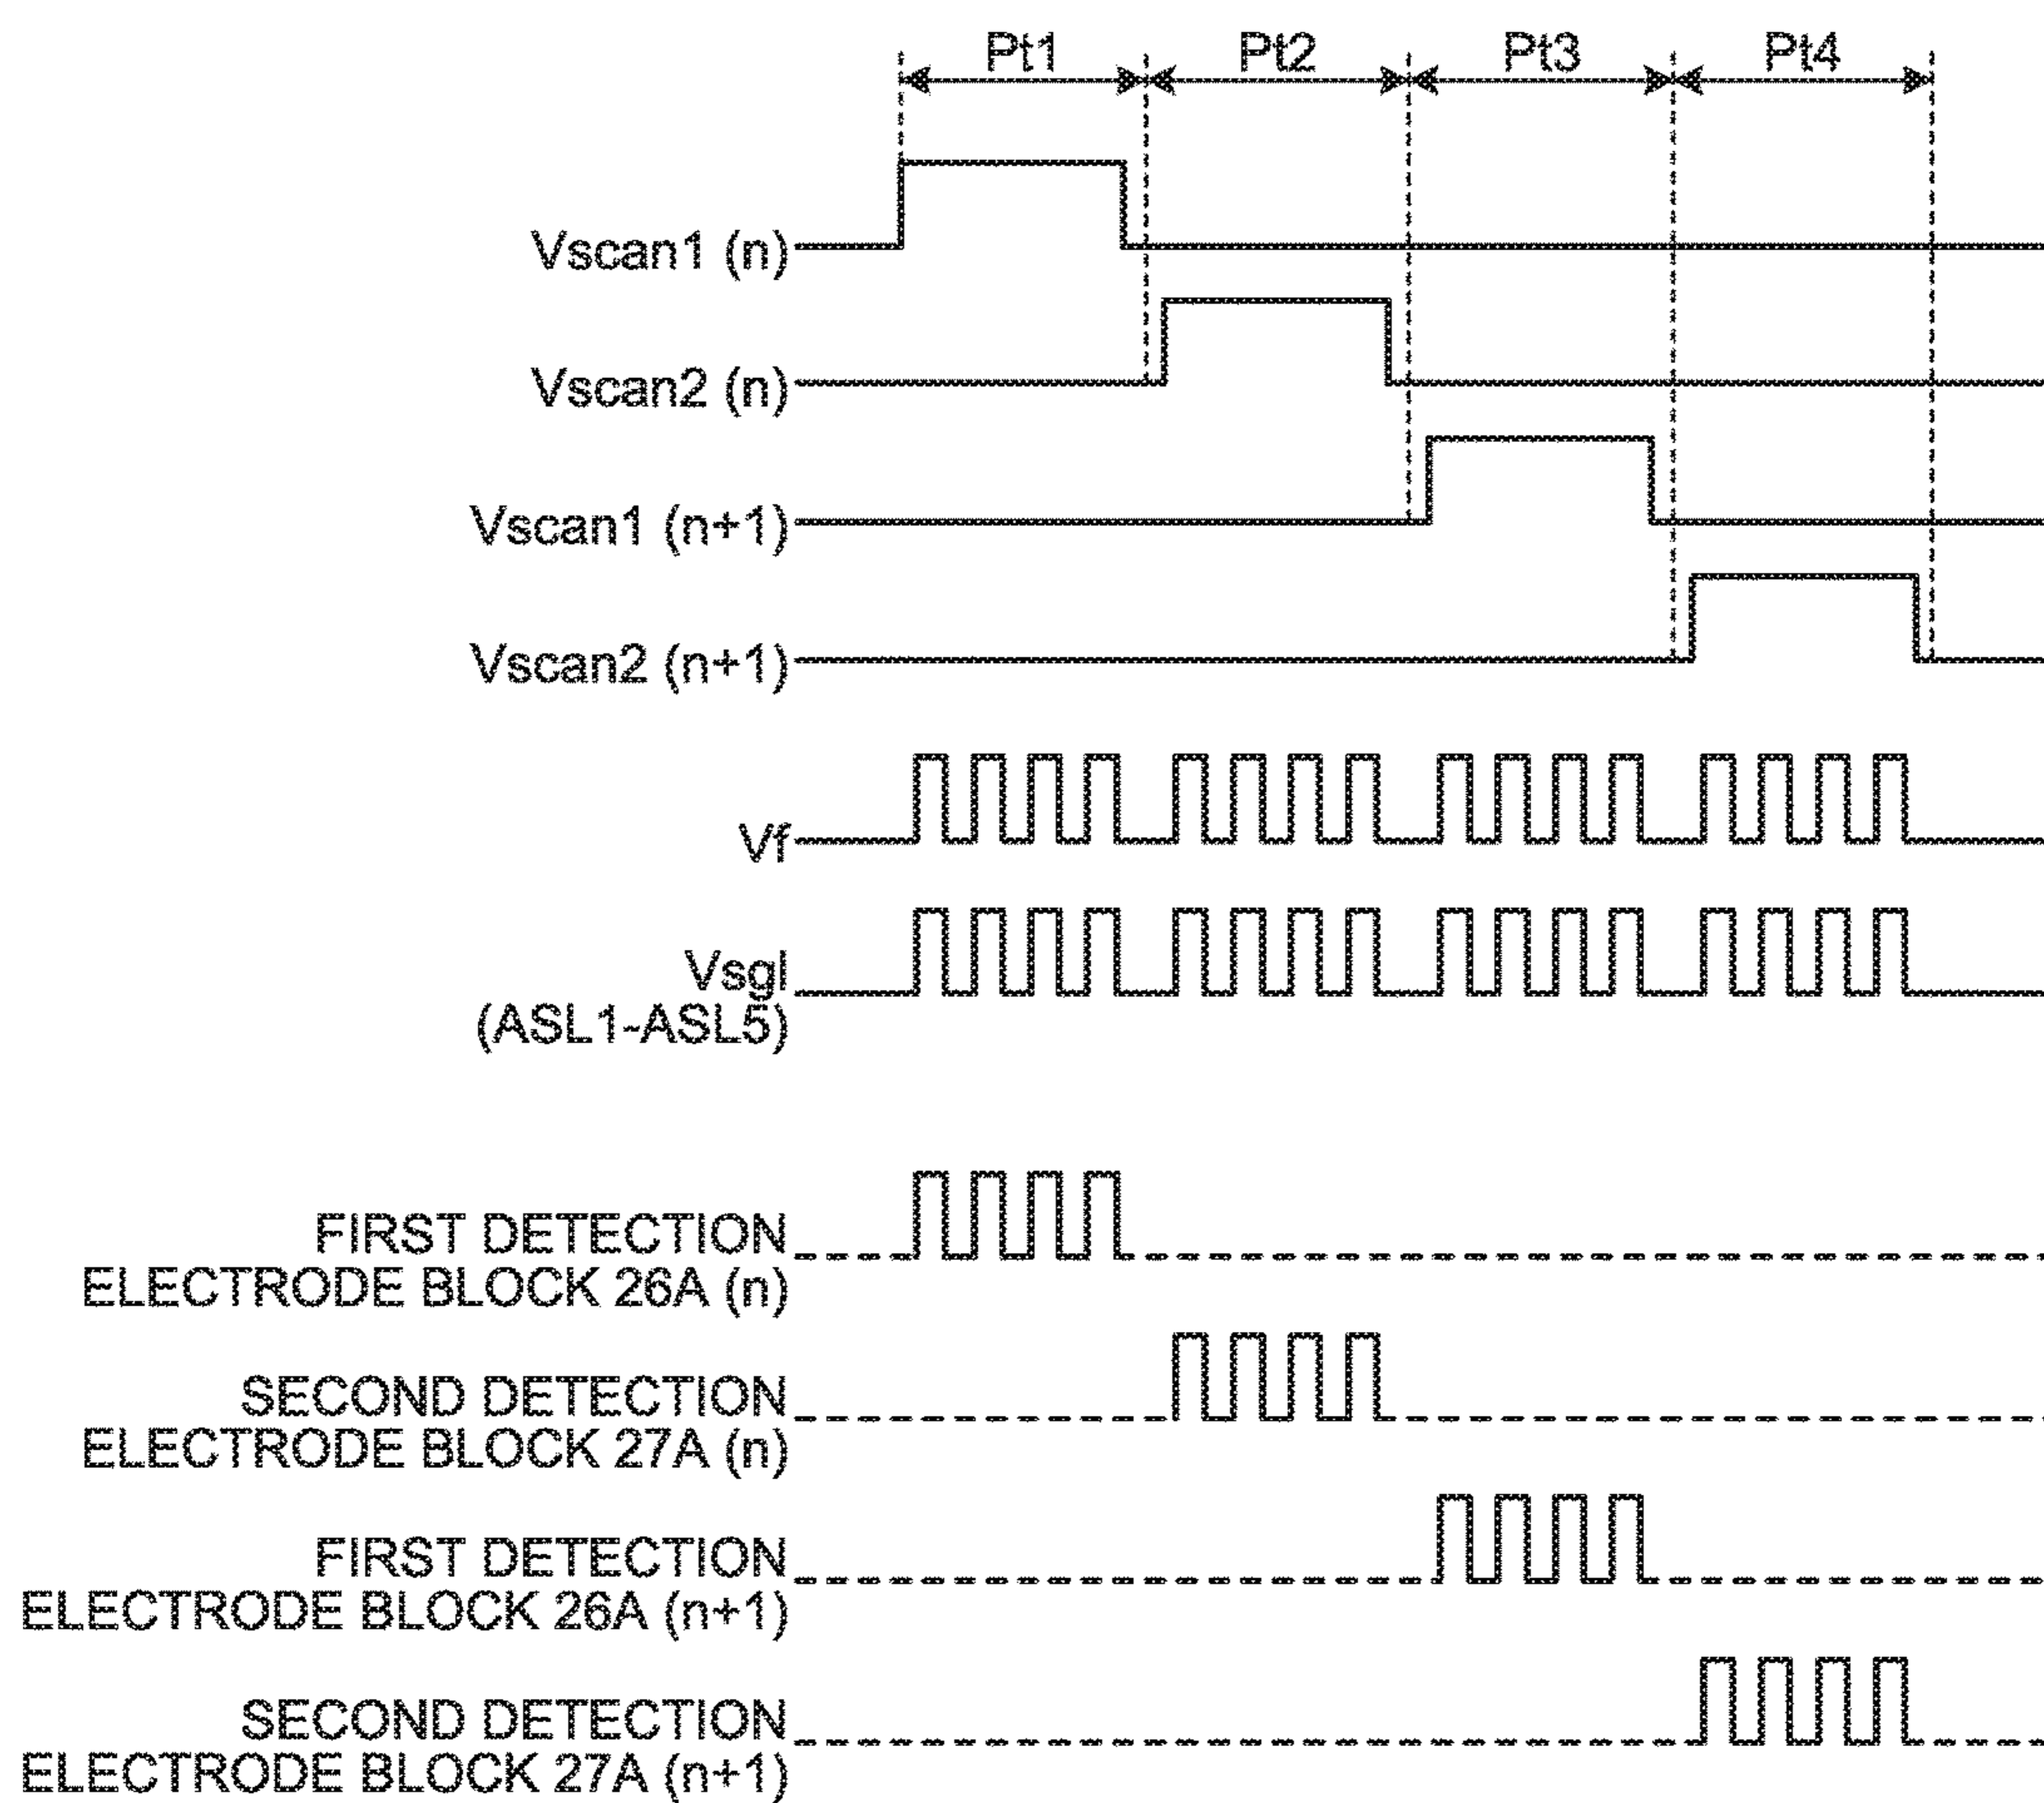 Pt1 Pt2 Pt3 Pt4
Vscan1 (n)
Vscan2 (n)
Vscan1 (n+1)
Vscan2 (n+1)
Vf
Vsgl
(ASL1-ASL5)
FIRST DETECTION
ELECTRODE BLOCK 26A (n)
SECOND DETECTION
ELECTRODE BLOCK 27A (n)
FIRST DETECTION
ELECTRODE BLOCK 26A (n+1)
SECOND DETECTION
ELECTRODE BLOCK 27A (n+1)